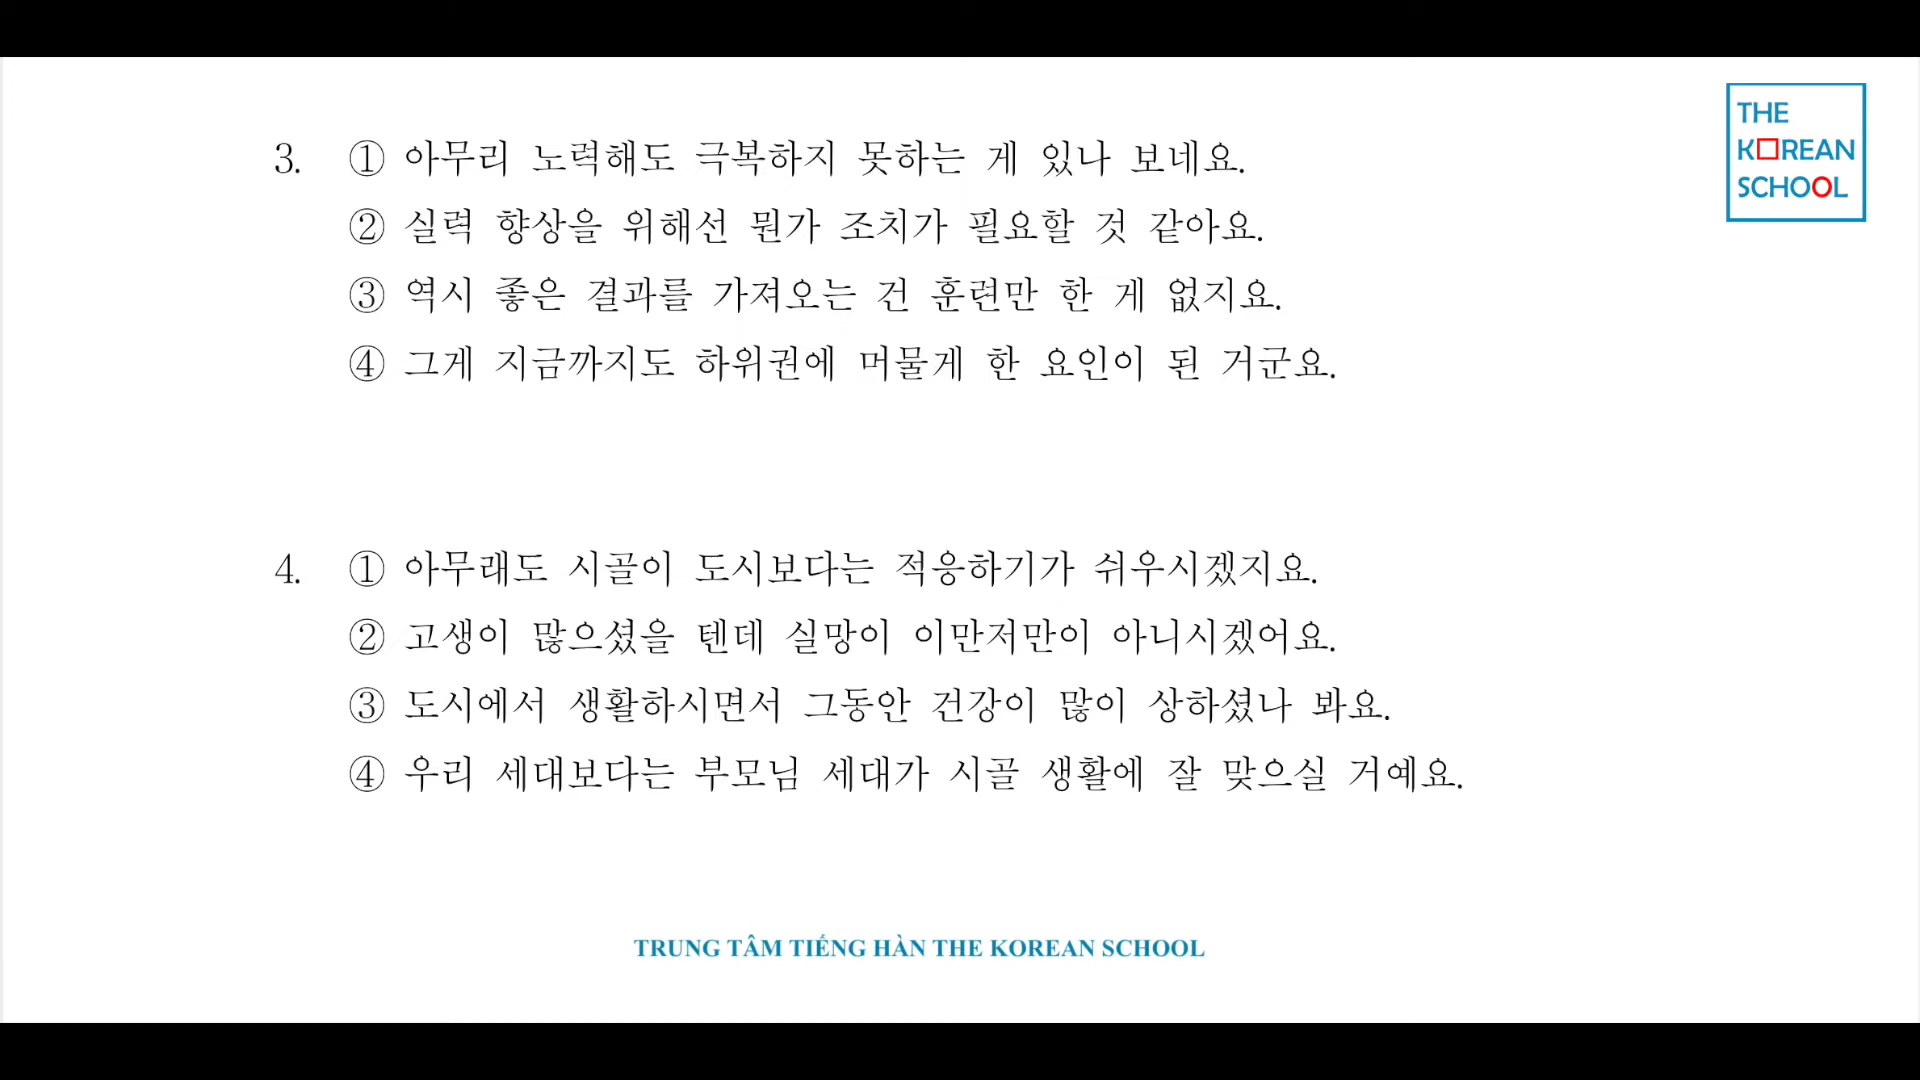 THE
KOREAN
SCHOOL
3. ① 아무리 노력해도 극복하지 못하는 게 있나 보네요.
② 실력 향상을 위해선 뭔가 조치가 필요할 것 같아요.
③ 역시 좋은 결과를 가져오는 건 훈련만 한 게 없지요.
④ 그게 지금까지도 하위권에 머물게 한 요인이 된 거군요.
4. ① 아무래도 시골이 도시보다는 적응하기가 쉬우시겠지요.
② 고생이 많으셨을 텐데 실망이 이만저만이 아니시겠어요.
③ 도시에서 생활하시면서 그동안 건강이 많이 상하셨나 봐요.
④ 우리 세대보다는 부모님 세대가 시골 생활에 잘 맞으실 거예요.
TRUNG TÂM TIẾNG HÀN THE KOREAN SCHOOL